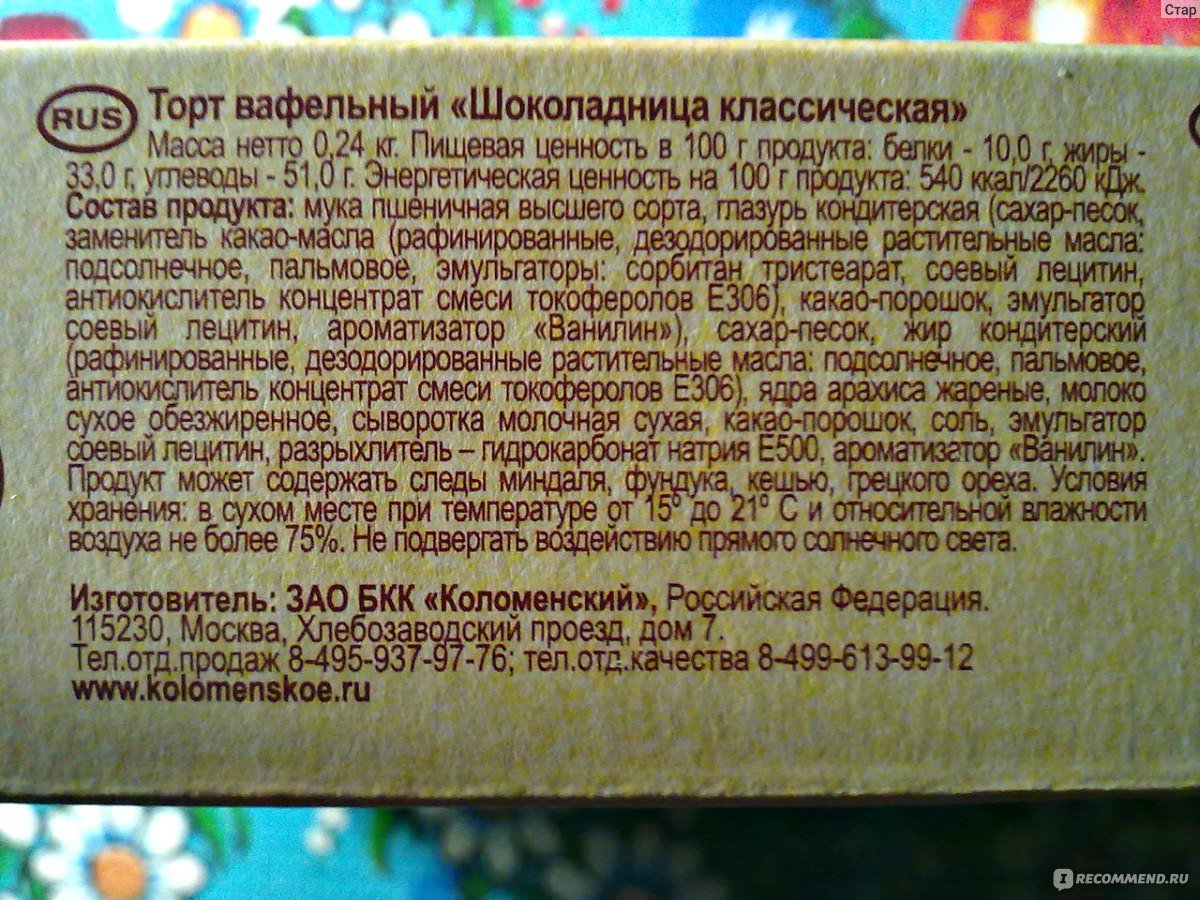 Стар
RUS Торт вафельный «Шоколадница классическая»
Масса нетто 0,24 кг. Пищевая ценность в 100 г продукта: белки - 10,0 г, жиры -
33,0 г, углеводы - 51,0 г. Энергетическая ценность на 100 г продукта: 540 ккал/2260 кДж.
Состав продукта: мука пшеничная высшего сорта, глазурь кондитерская (сахар-песок,
заменитель какао-масла (рафинированные, дезодорированные растительные масла:
подсолнечное, пальмовое, эмульгаторы: сорбитан тристеарат, соевый лецитин,
антиокислитель концентрат смеси токоферолов Е306), какао-порошок, эмульгатор
соевый лецитин, ароматизатор «Ванилин»), сахар-песок, жир кондитерский
(рафинированные, дезодорированные растительные масла: подсолнечное, пальмовое,
антиокислитель концентрат смеси токоферолов Е306), ядра арахиса жареные, молоко
сухое обезжиренное, сыворотка молочная сухая, какао-порошок, соль, эмульгатор
соевый лецитин, разрыхлитель – гидрокарбонат натрия Е500, ароматизатор «Ванилин».
Продукт может содержать следы миндаля, фундука, кешью, грецкого ореха. Условия
хранения: в сухом месте при температуре от 15º до 21º С и относительной влажности
воздуха не более 75%. Не подвергать воздействию прямого солнечного света.
Изготовитель: ЗАО БКК «Коломенский», Российская Федерация.
115230, Москва, Хлебозаводский проезд, дом 7.
Тел.отд.продаж 8-495-937-97-76; тел.отд.качества 8-499-613-99-12
www.kolomenskoe.ru
IRECOMMEND.RU